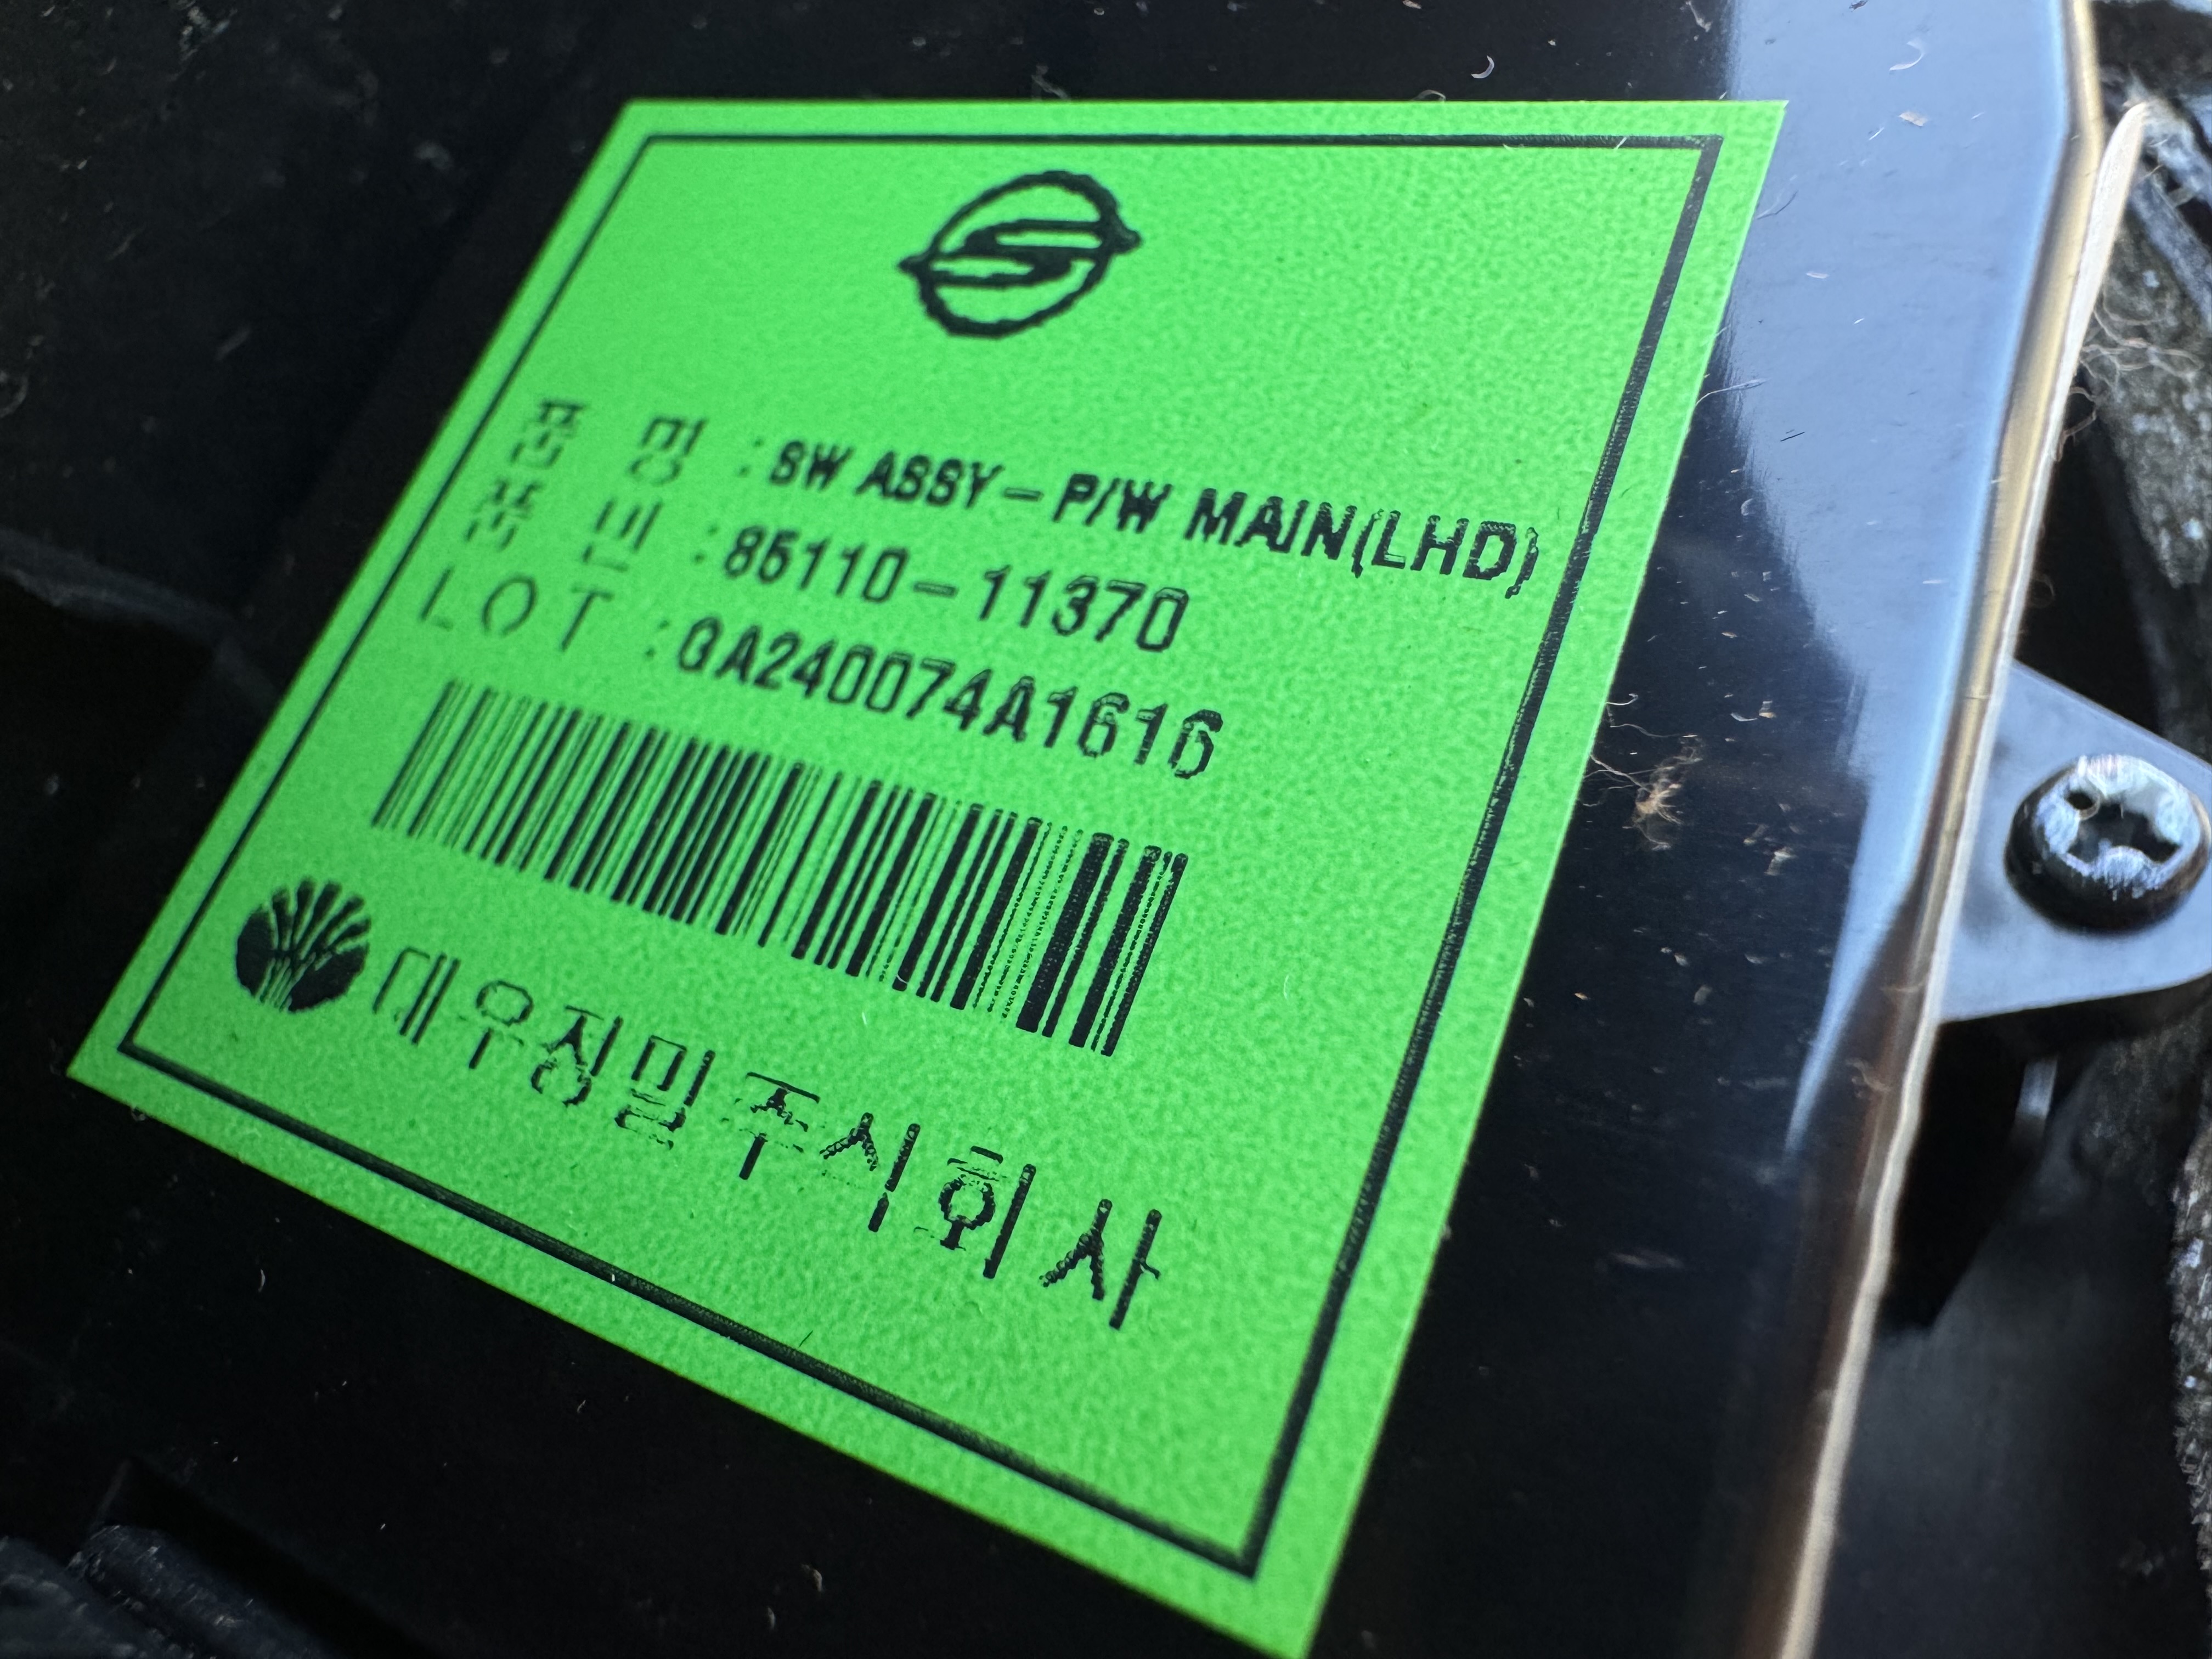 품 명 : SW ASSY-P/W MAIN(LHD)
품 번 : 85110-11370
LOT : GA240074A1616
대우정밀주식회사